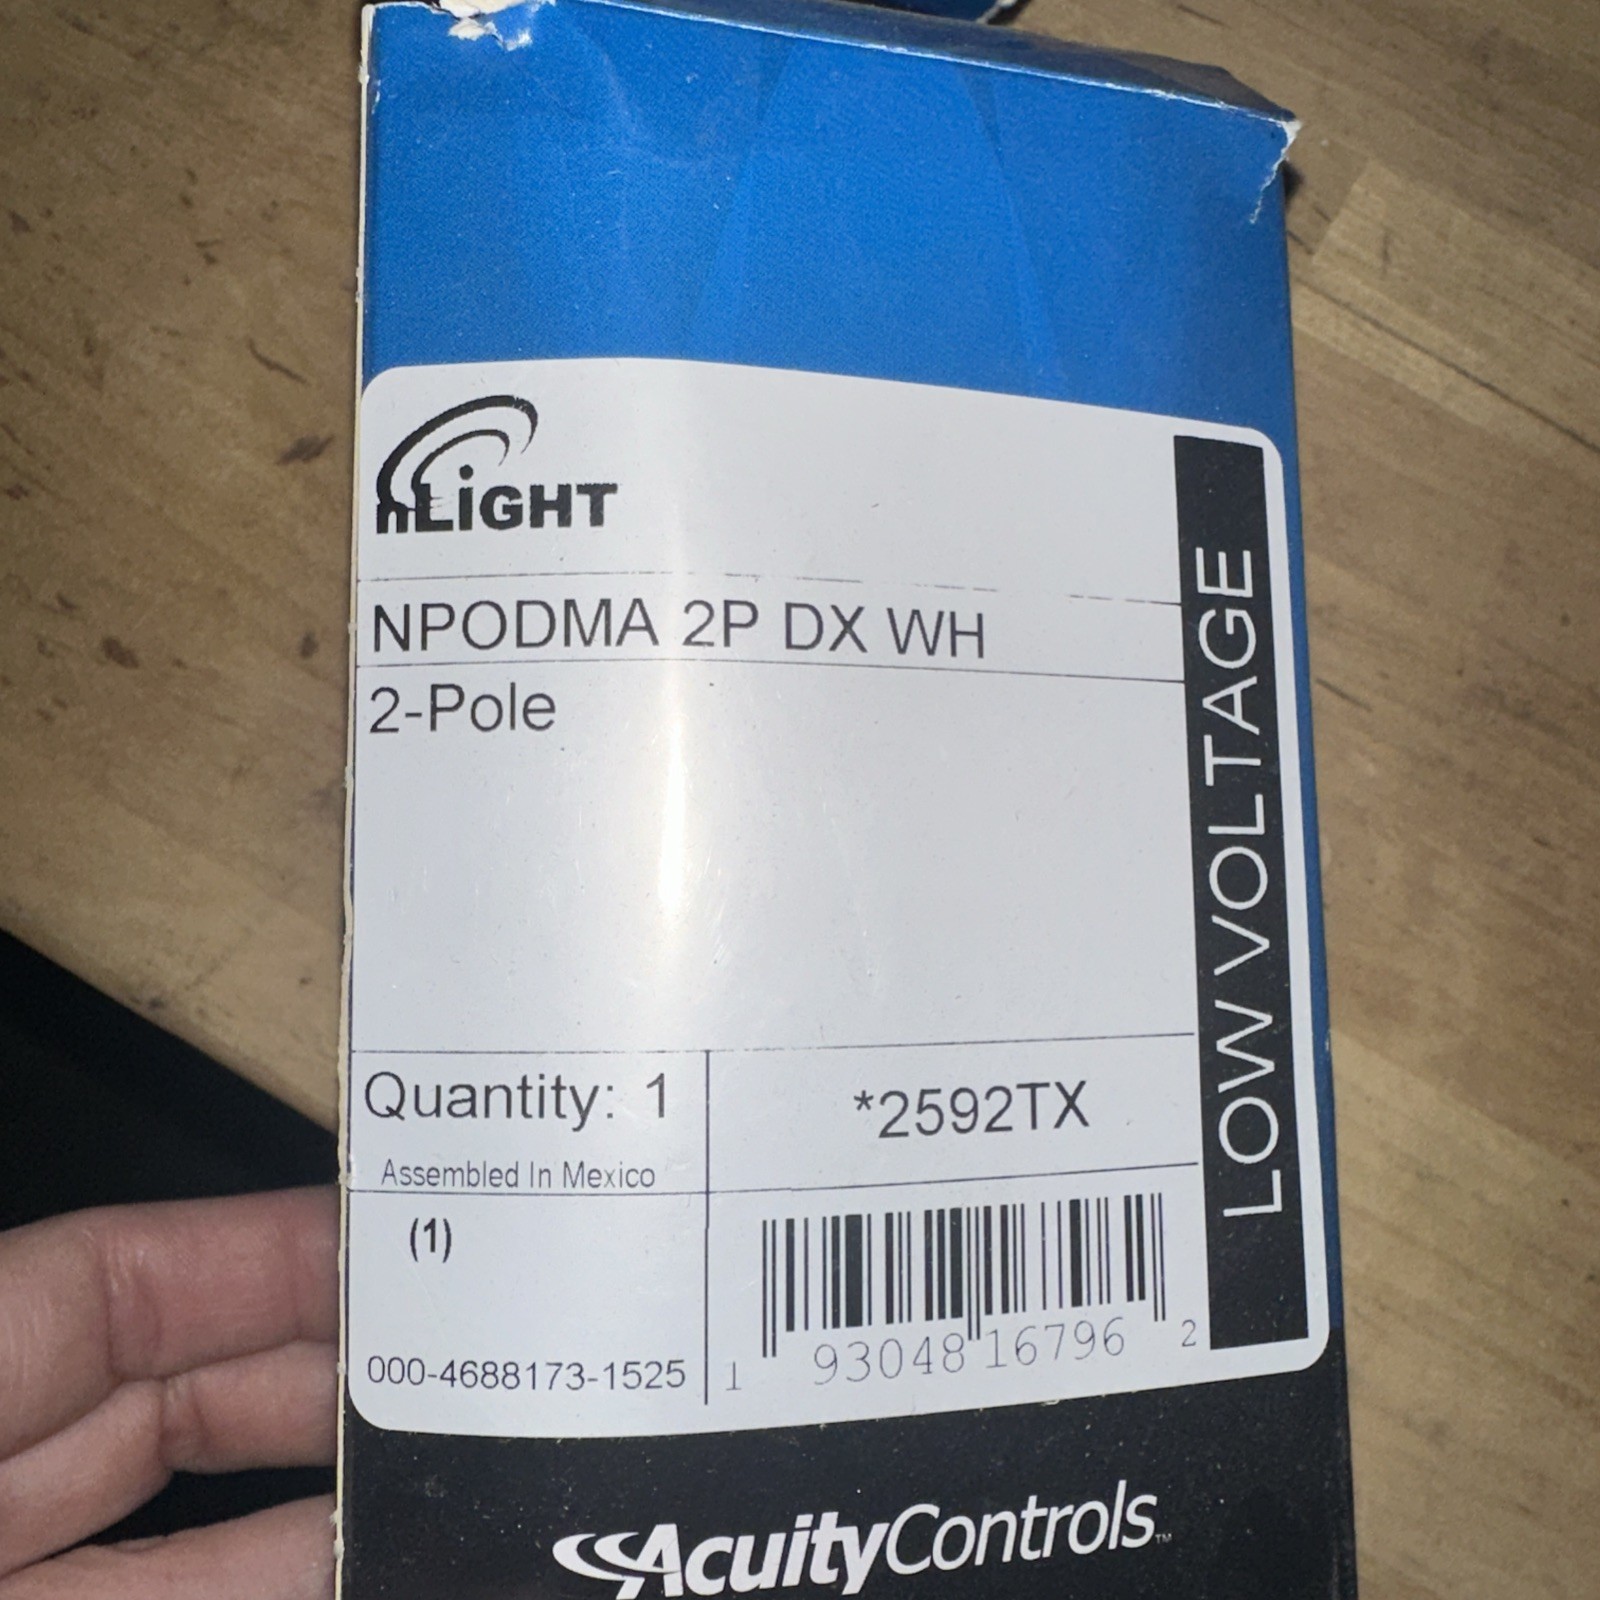 nLiGHT
NPODMA 2P DX WH
2-Pole
LOW VOLTAGE
Quantity: 1
*2592TX
Assembled In Mexico
(1)
000-4688173-1525
1 93048 16796 2
AcuityControls™